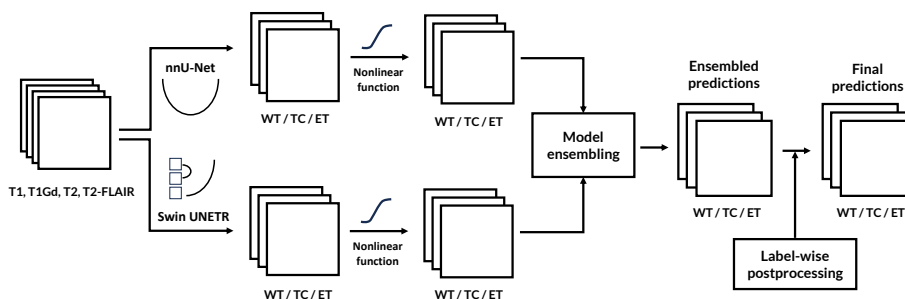 T1, T1Gd, T2, T2-FLAIR
nnU-Net
Swin UNETR
WT / TC / ET
Nonlinear
function
WT / TC / ET
WT / TC / ET
Nonlinear
function
WT / TC / ET
Model
ensembling
Ensembled
predictions
WT / TC / ET
Final
predictions
WT / TC / ET
Label-wise
postprocessing